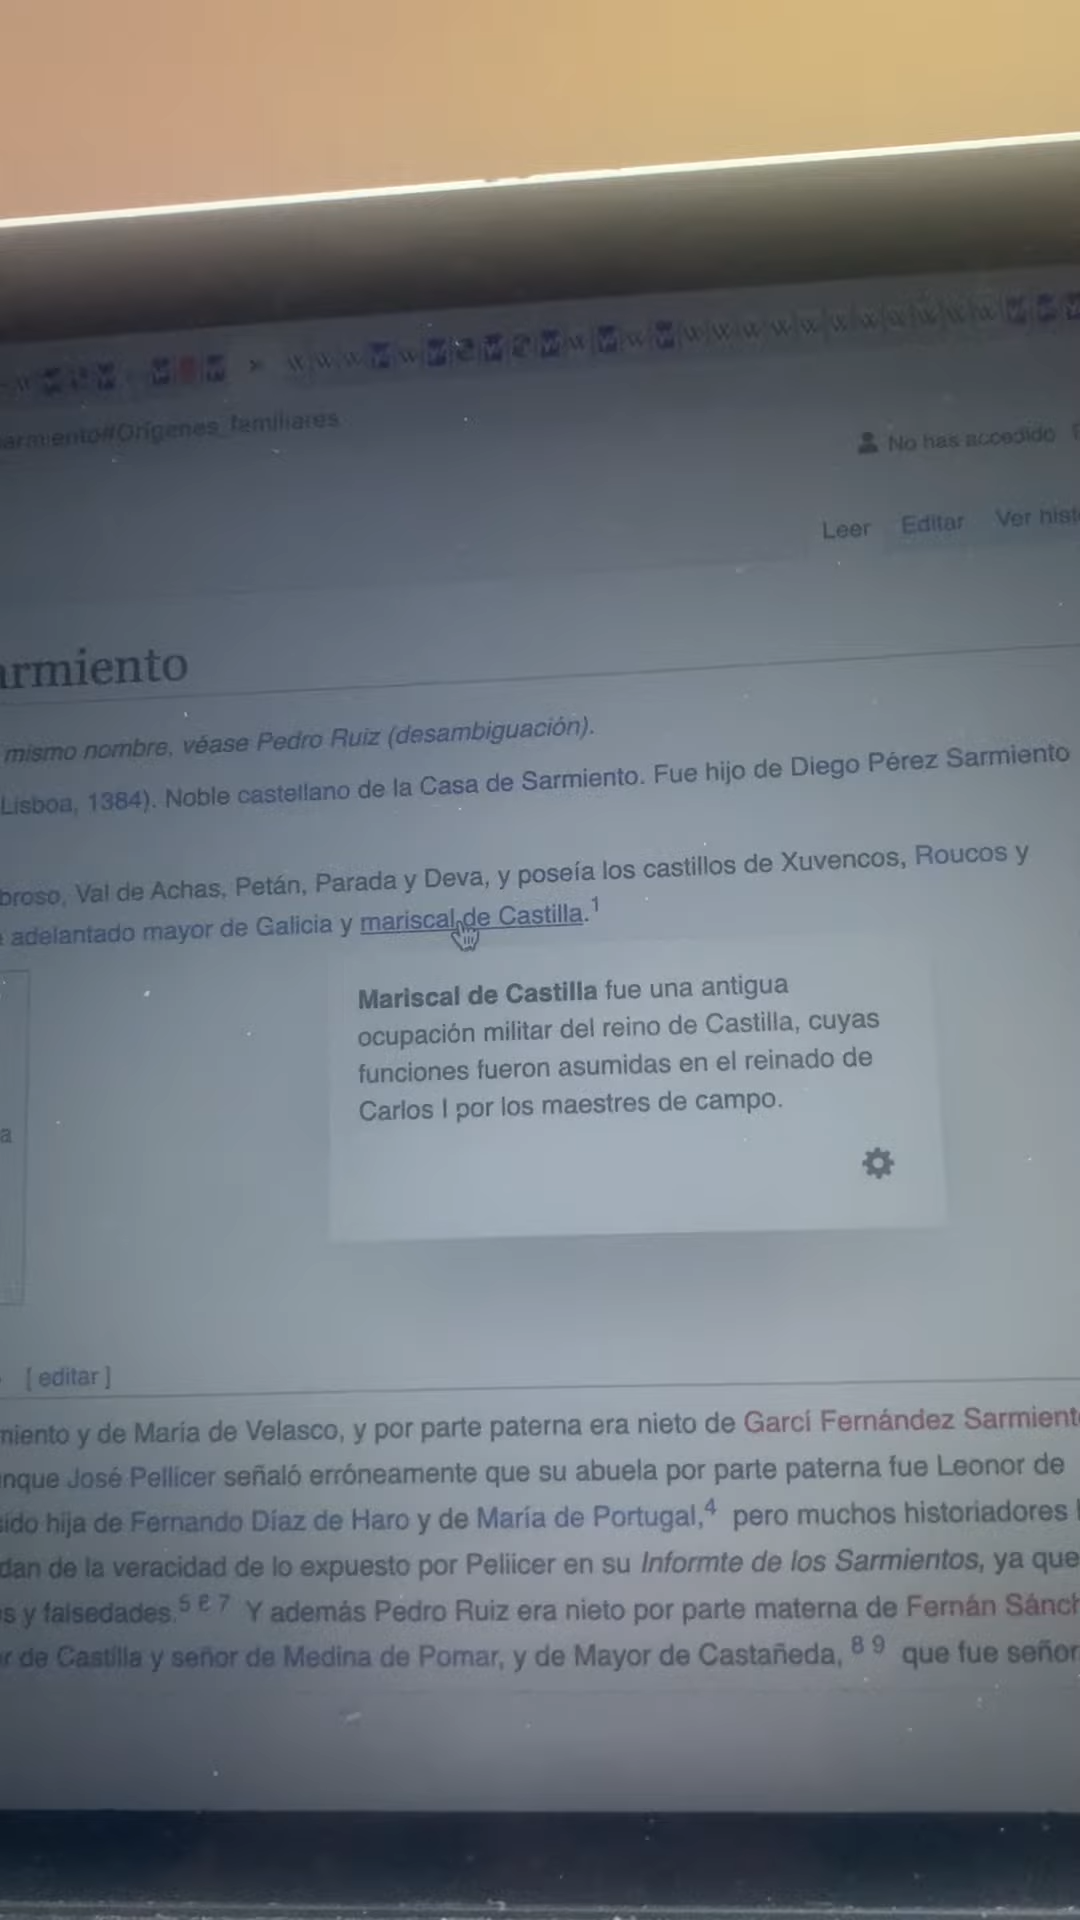 armiento#Orígenes_familiares
No has accedido
Leer Editar Ver hist
armiento
mismo nombre, véase Pedro Ruiz (desambiguación).
Lisboa, 1384). Noble castellano de la Casa de Sarmiento. Fue hijo de Diego Pérez Sarmiento
broso, Val de Achas, Petán, Parada y Deva, y poseía los castillos de Xuvencos, Roucos y
e adelantado mayor de Galicia y mariscal de Castilla.1
Mariscal de Castilla fue una antigua
ocupación militar del reino de Castilla, cuyas
funciones fueron asumidas en el reinado de
Carlos I por los maestres de campo.
a
[ editar ]
miento y de María de Velasco, y por parte paterna era nieto de Garcí Fernández Sarmient
nque José Pellicer señaló erróneamente que su abuela por parte paterna fue Leonor de
sido hija de Fernando Díaz de Haro y de María de Portugal,4 pero muchos historiadores
dan de la veracidad de lo expuesto por Peliicer en su Informte de los Sarmientos, ya que
s y falsedades.5 6 7 Y además Pedro Ruiz era nieto por parte materna de Fernán Sánch
r de Castilla y señor de Medina de Pomar, y de Mayor de Castañeda, 8 9 que fue señor